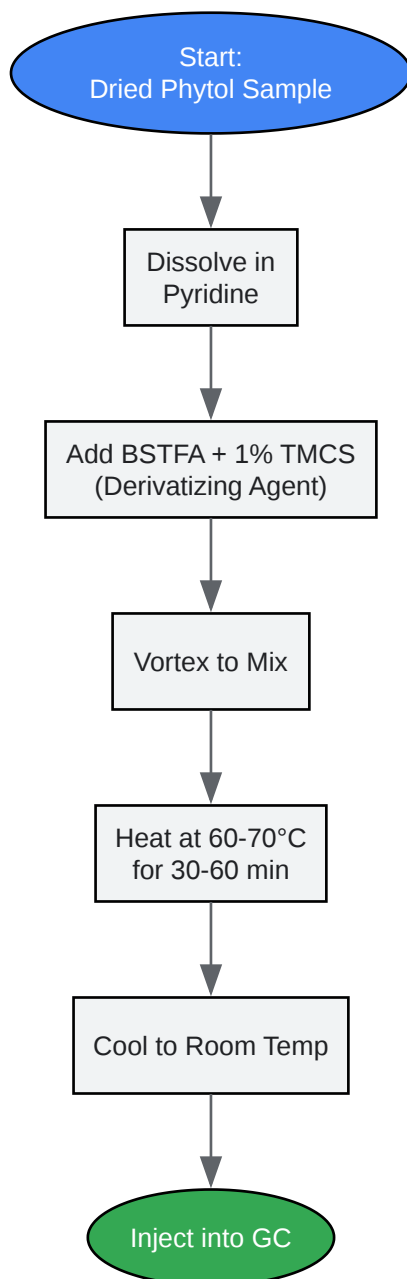 Start:
Dried Phytol Sample
Dissolve in
Pyridine
Add BSTFA + 1% TMCS
(Derivatizing Agent)
Vortex to Mix
Heat at 60-70°C
for 30-60 min
Cool to Room Temp
Inject into GC